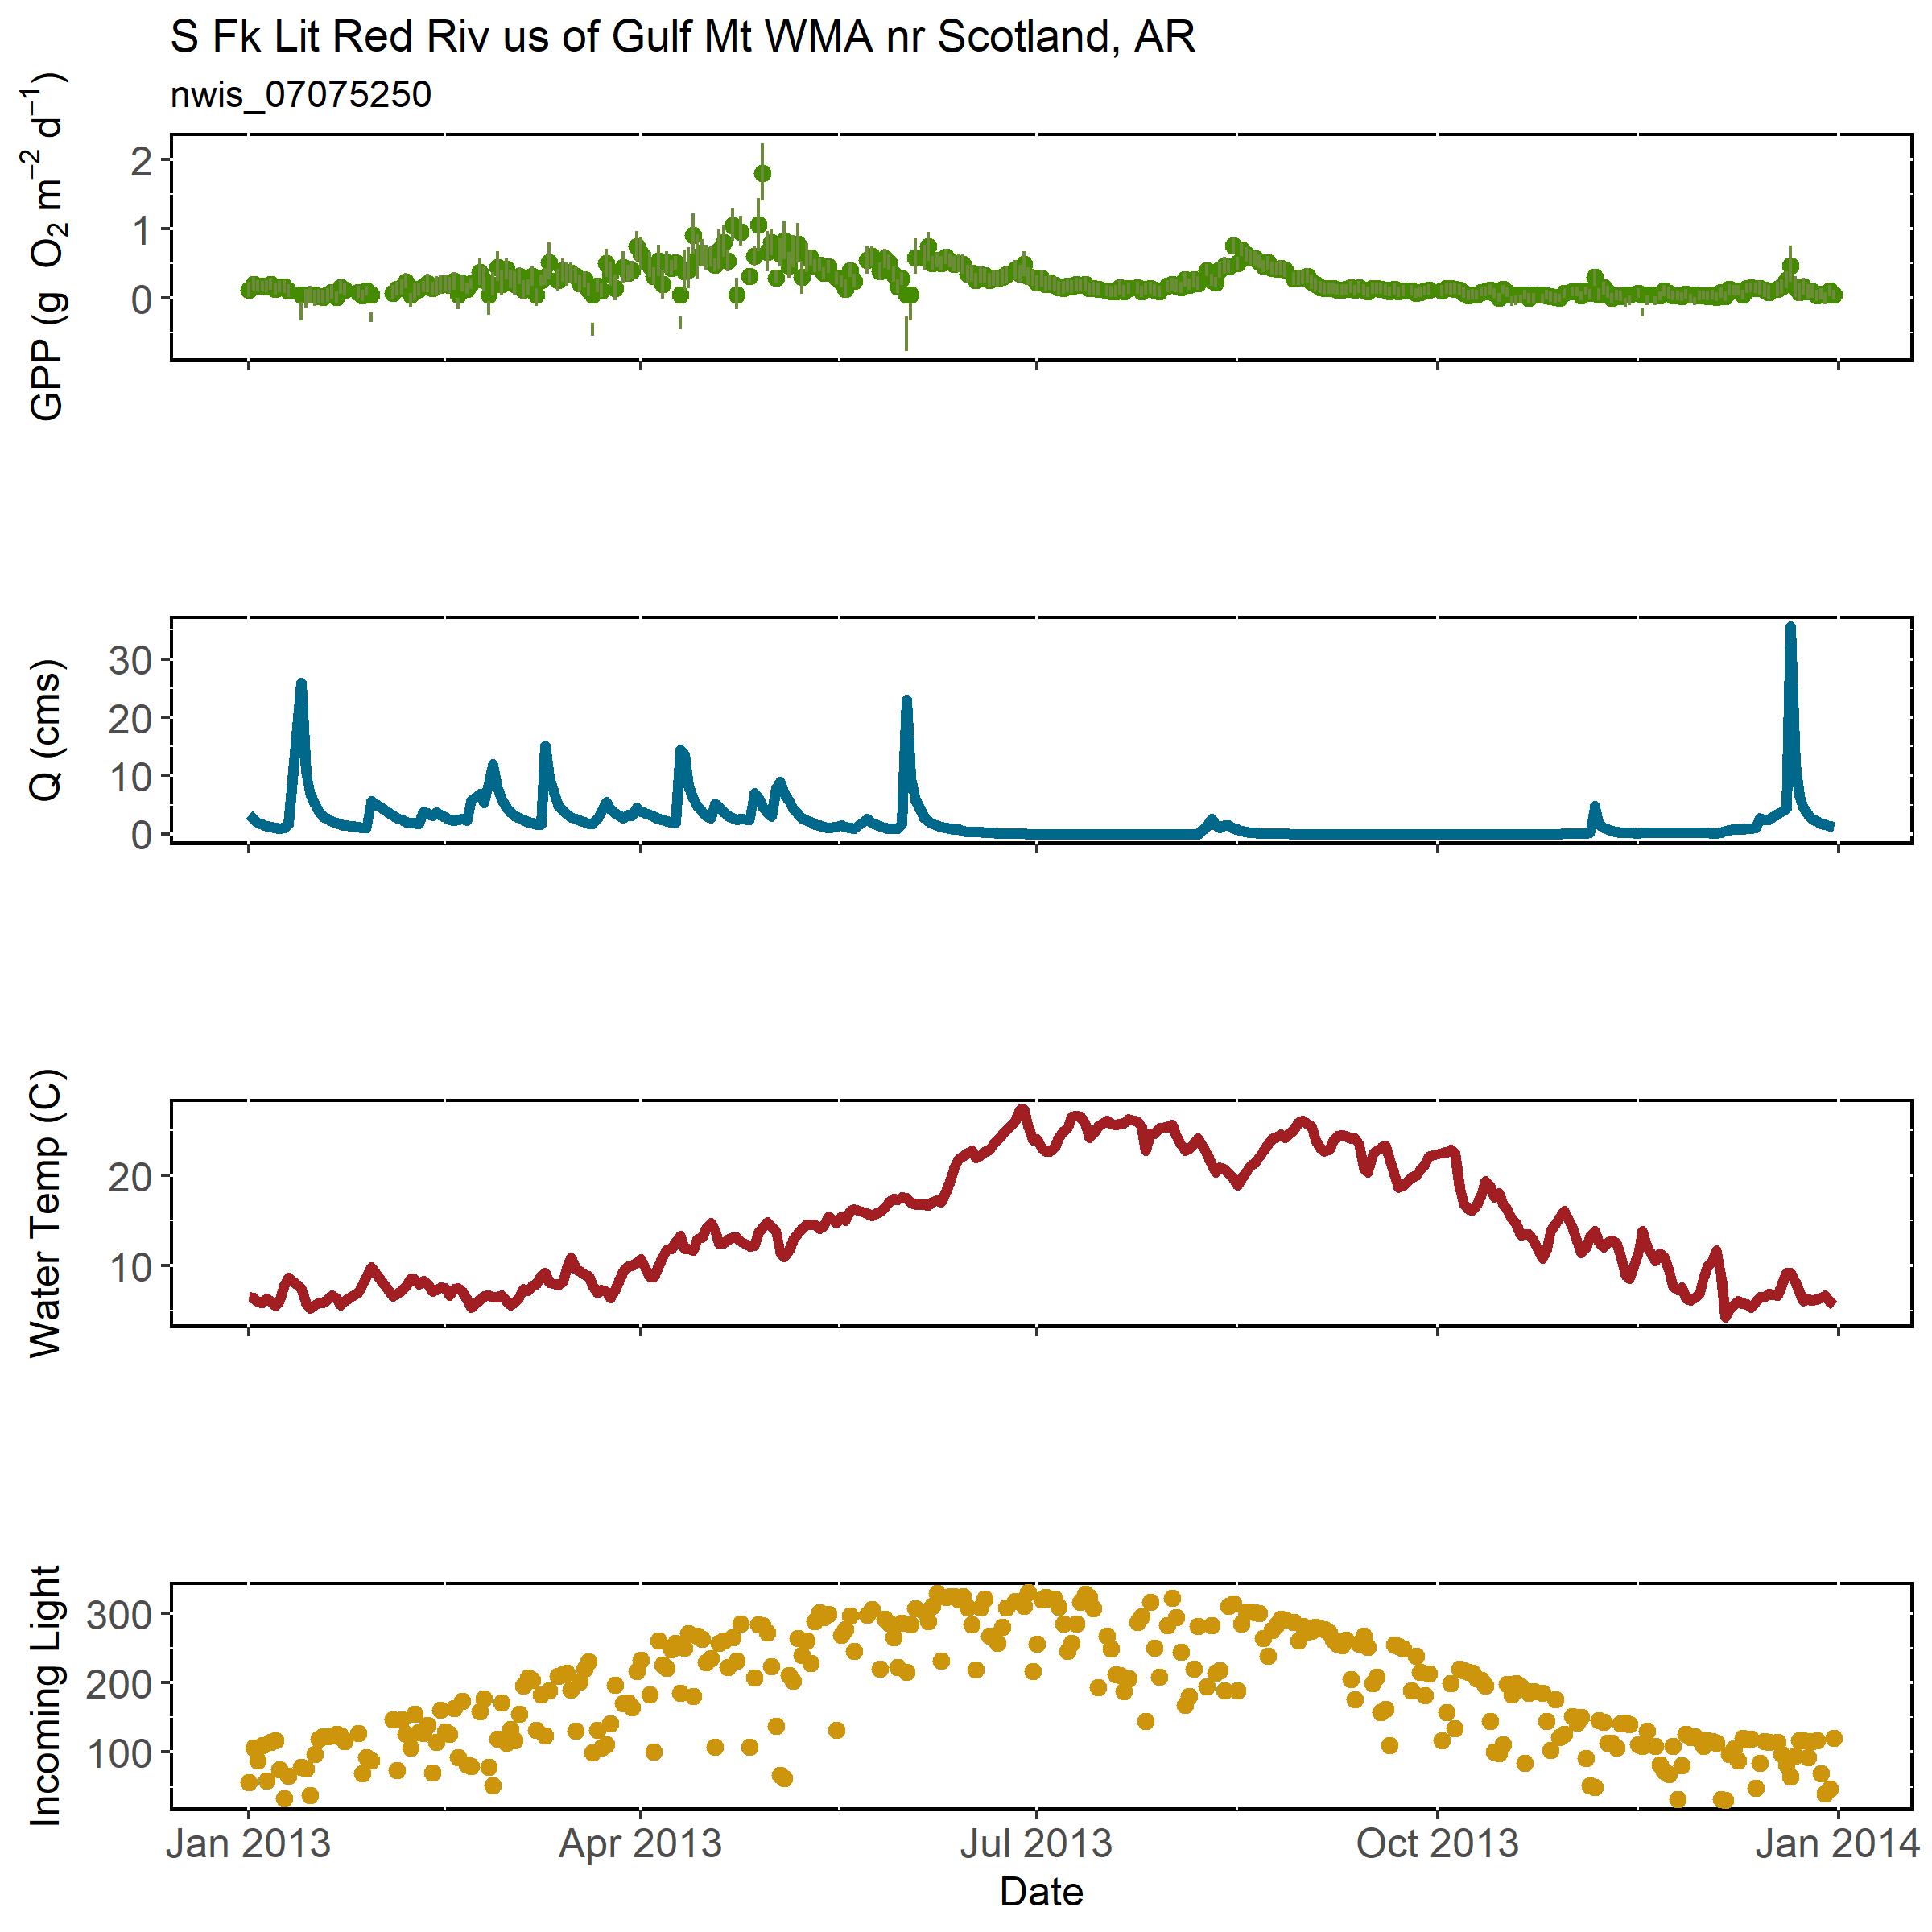 S Fk Lit Red Riv us of Gulf Mt WMA nr Scotland, AR
nwis_07075250
GPP (g O₂ m⁻² d⁻¹)
2
1
0
Q (cms)
30
20
10
0
Water Temp (C)
20
10
Incoming Light
300
200
100
Jan 2013 Apr 2013 Jul 2013 Oct 2013 Jan 2014
Date